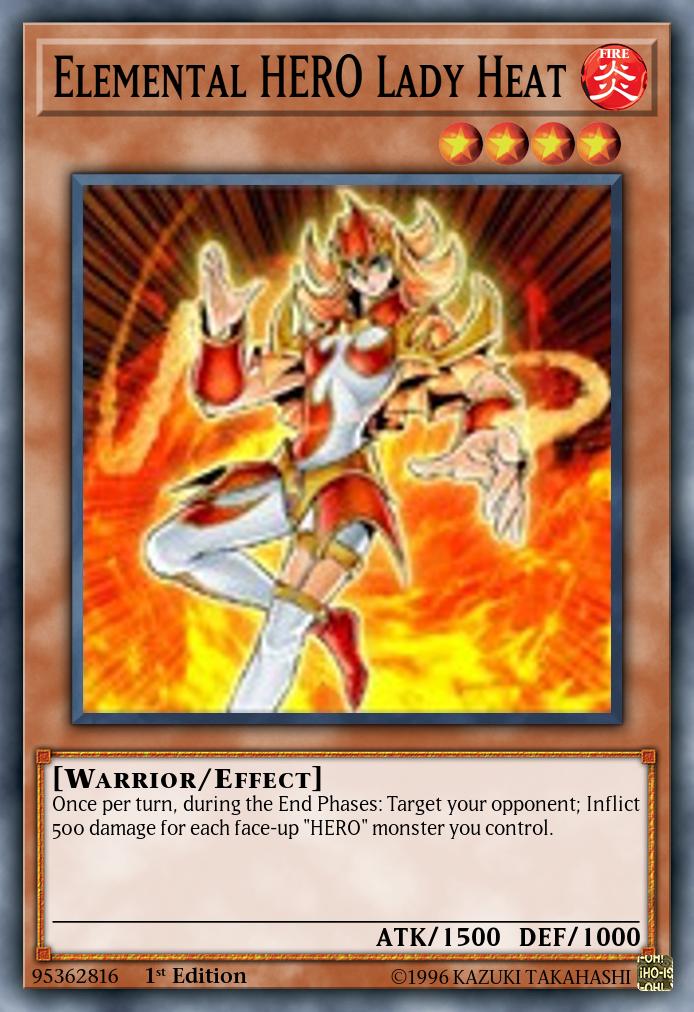 Elemental HERO Lady Heat
FIRE
炎
[Warrior/Effect]
Once per turn, during the End Phases: Target your opponent; Inflict
500 damage for each face-up "HERO" monster you control.
ATK/1500 DEF/1000
95362816 1st Edition ©1996 KAZUKI TAKAHASHI